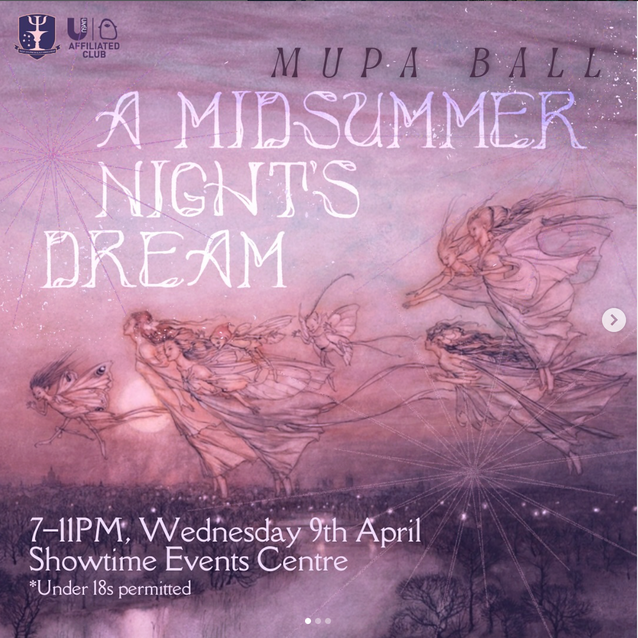 AFFILIATED
CLUB
MUPA BALL
A MIDSUMMER
NIGHT'S
DREAM
7–11PM, Wednesday 9th April
Showtime Events Centre
*Under 18s permitted